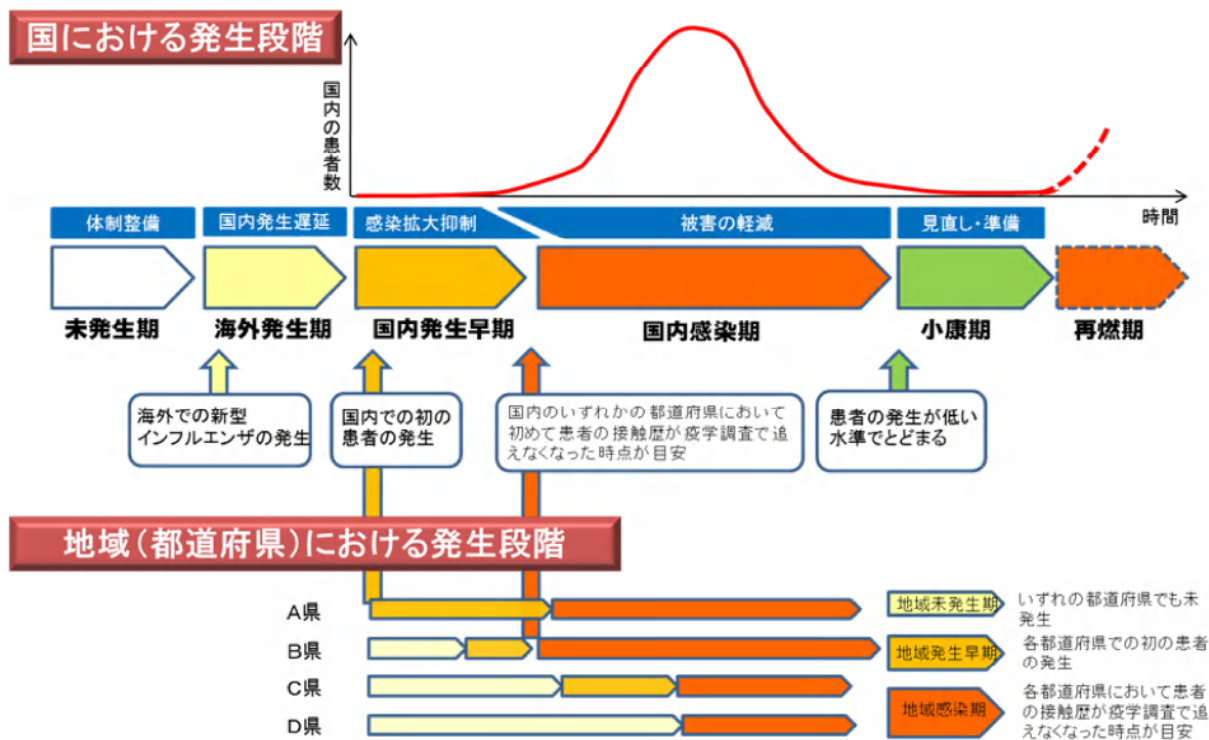 国における発生段階
国内の患者数
時間
体制整備
国内発生遅延
感染拡大抑制
被害の軽減
見直し・準備
未発生期
海外発生期
国内発生早期
国内感染期
小康期
再燃期
海外での新型
インフルエンザの発生
国内での初の
患者の発生
国内のいずれかの都道府県において
初めて患者の接触歴が疫学調査で追
えなくなった時点が目安
患者の発生が低い
水準でとどまる
地域(都道府県)における発生段階
A県
B県
C県
D県
地域未発生期
いずれの都道府県でも未
発生
地域発生早期
各都道府県での初の患者
の発生
地域感染期
各都道府県において患者
の接触歴が疫学調査で追
えなくなった時点が目安